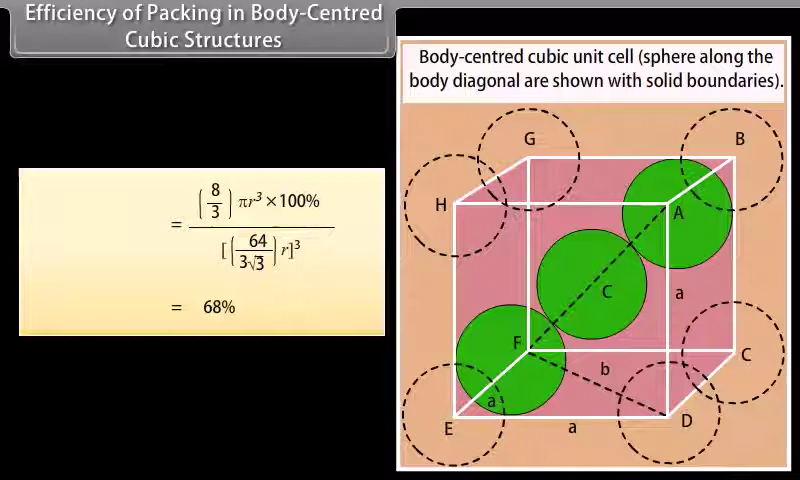 Efficiency of Packing in Body-Centred
Cubic Structures
Body-centred cubic unit cell (sphere along the
body diagonal are shown with solid boundaries).
= (8/3) πr³ × 100%
[(64/3√3) r]³
= 68%
G
B
H
A
C
a
F
b
C
a
E
a
D